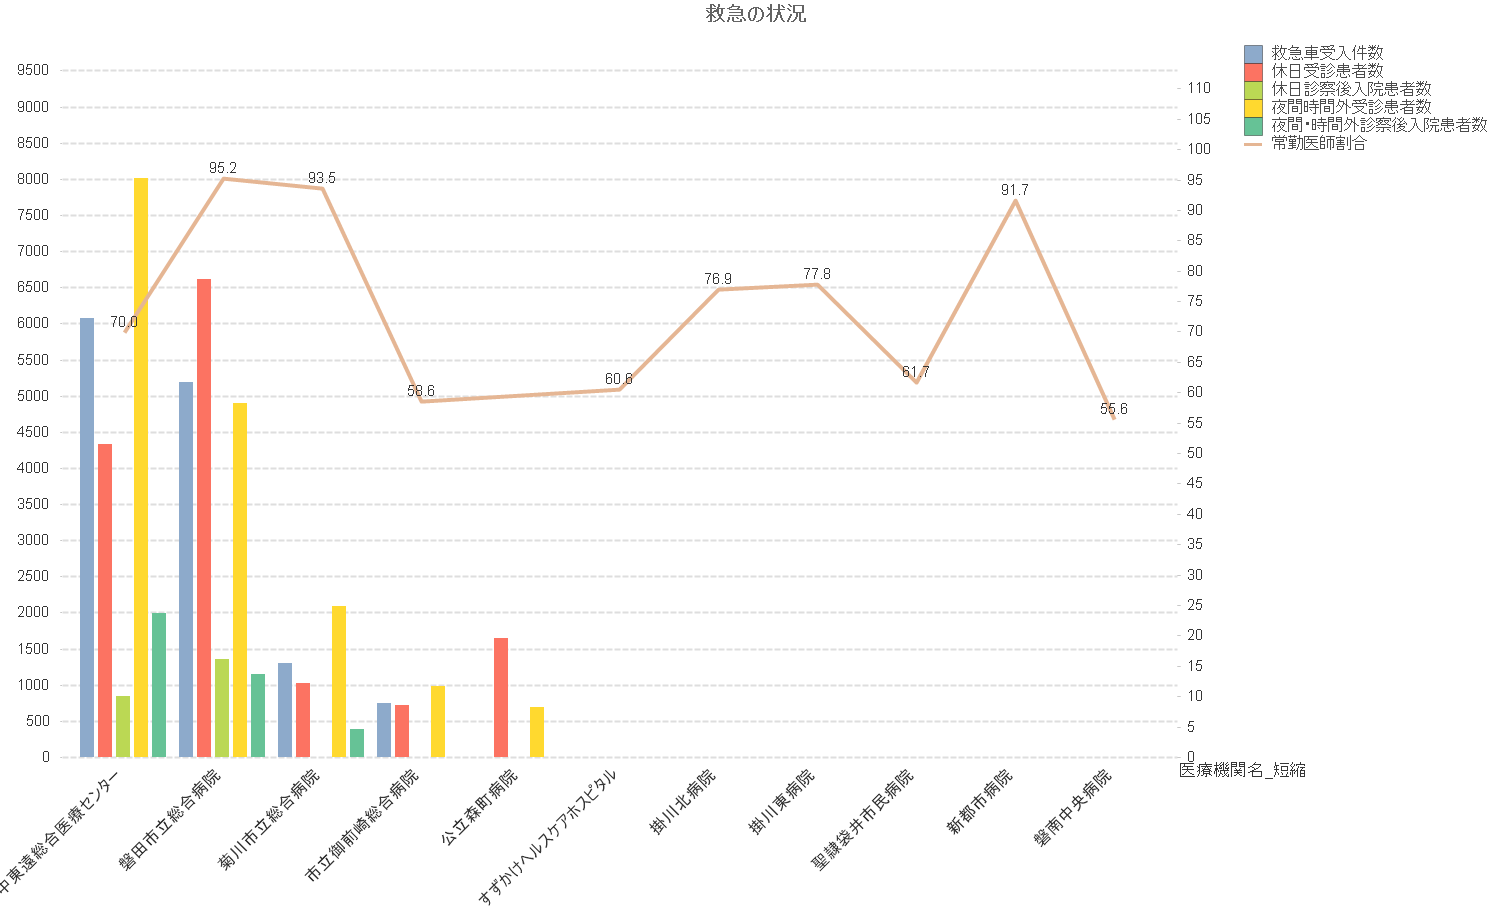 救急の状況
救急車受入件数
休日受診患者数
休日診察後入院患者数
夜間時間外受診患者数
夜間・時間外診察後入院患者数
常勤医師割合
9500
9000
8500
8000
7500
7000
6500
6000
5500
5000
4500
4000
3500
3000
2500
2000
1500
1000
500
0
110
105
100
95
90
85
80
75
70
65
60
55
50
45
40
35
30
25
20
15
10
5
0
70.0
95.2
93.5
58.6
60.6
76.9
77.8
61.7
91.7
55.6
中東遠総合医療センター
磐田市立総合病院
菊川市立総合病院
市立御前崎総合病院
公立森町病院
すずかけヘルスケアホスピタル
掛川北病院
掛川東病院
聖隷袋井市民病院
新都市病院
磐南中央病院
医療機関名_短縮